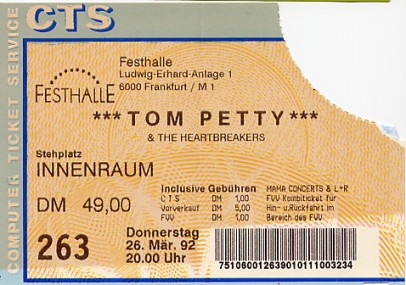 CTS
COMPUTER TICKET SERVICE
Festhalle
Ludwig-Erhard-Anlage 1
6000 Frankfurt / M 1
FESTHALLE
***TOM PETTY***
& THE HEARTBREAKERS
Stehplatz
INNENRAUM
DM 49,00
Inclusive Gebühren
CTS DM 1,00
Vorverkauf DM 5,00
FVV DM 1,00
MAMA CONCERTS & L+R
FVV Kombiticket für
Hin- u.Rückfahrt im
Bereich des FVV
263
Donnerstag
26. Mär. 92
20.00 Uhr
7510600126390101110003234